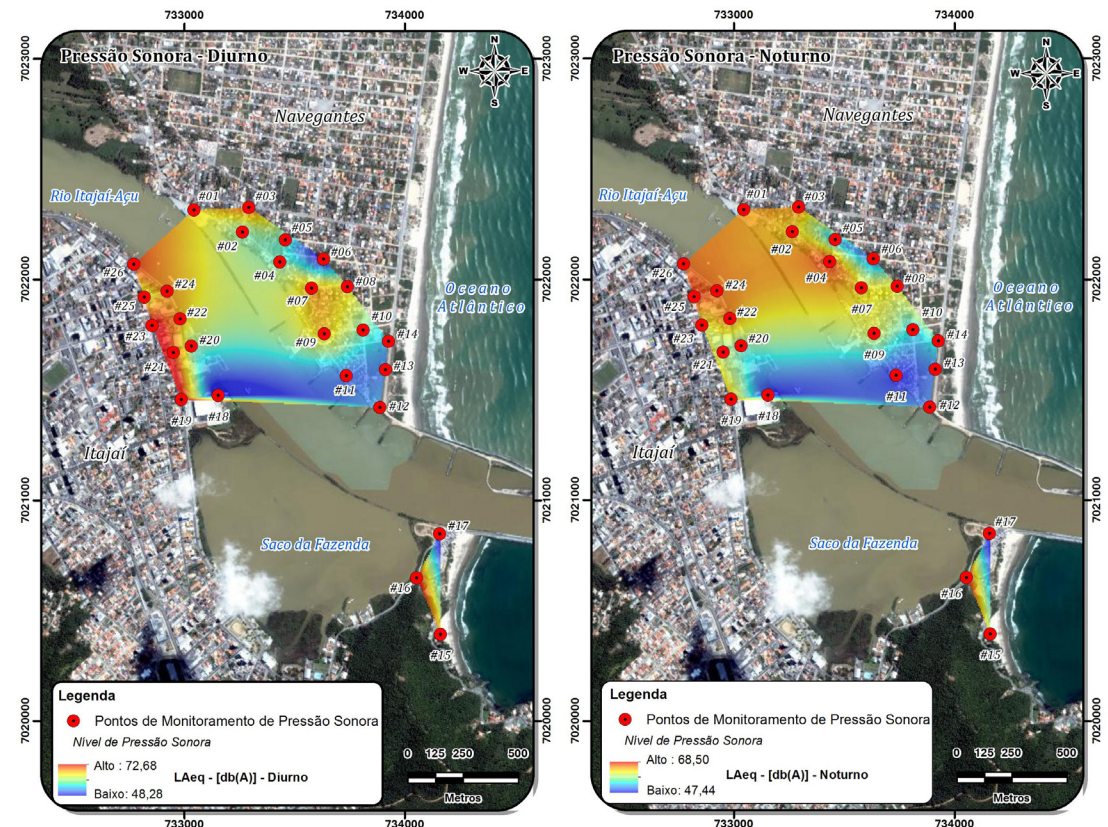 733000
734000
7023000
7022000
7021000
7020000
Pressão Sonora - Diurno
N
W
E
S
Navegantes
Rio Itajaí-Açu
#01
#03
#02
#05
#06
#04
#26
#08
#24
#07
Oceano
Atlântico
#25
#22
#10
#23
#14
#20
#09
#21
#13
#11
#18
#12
#19
Itajaí
#17
Saco da Fazenda
#16
#15
Legenda
Pontos de Monitoramento de Pressão Sonora
Nivel de Pressão Sonora
Alto : 72,68
LAeq - [db(A)] - Diurno
Baixo: 48,28
0 125 250 500
Metros
733000
734000
733000
734000
7023000
7022000
7021000
7020000
Pressão Sonora - Noturno
N
W
E
S
Navegantes
Rio Itajaí-Açu
#01
#03
#02
#05
#06
#04
#26
#08
#24
#07
Oceano
Atlântico
#25
#22
#10
#23
#14
#20
#09
#21
#13
#11
#18
#12
#19
Itajaí
#17
Saco da Fazenda
#16
#15
Legenda
Pontos de Monitoramento de Pressão Sonora
Nivel de Pressão Sonora
Alto : 68,50
LAeq - [db(A)] - Noturno
Baixo: 47,44
0 125 250 500
Metros
733000
734000
7023000
7022000
7021000
7020000